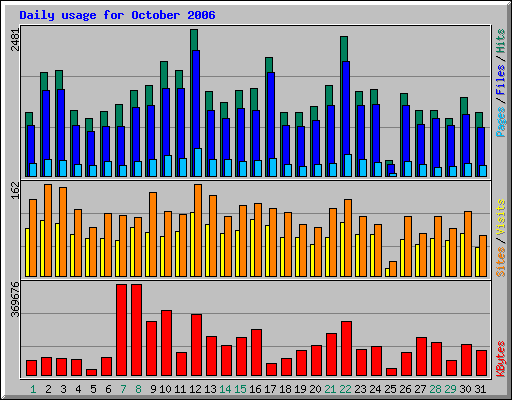 Daily usage for October 2006
2481
Pages / Files / Hits
162
Sites / Visits
369676
KBytes
1 2 3 4 5 6 7 8 9 10 11 12 13 14 15 16 17 18 19 20 21 22 23 24 25 26 27 28 29 30 31